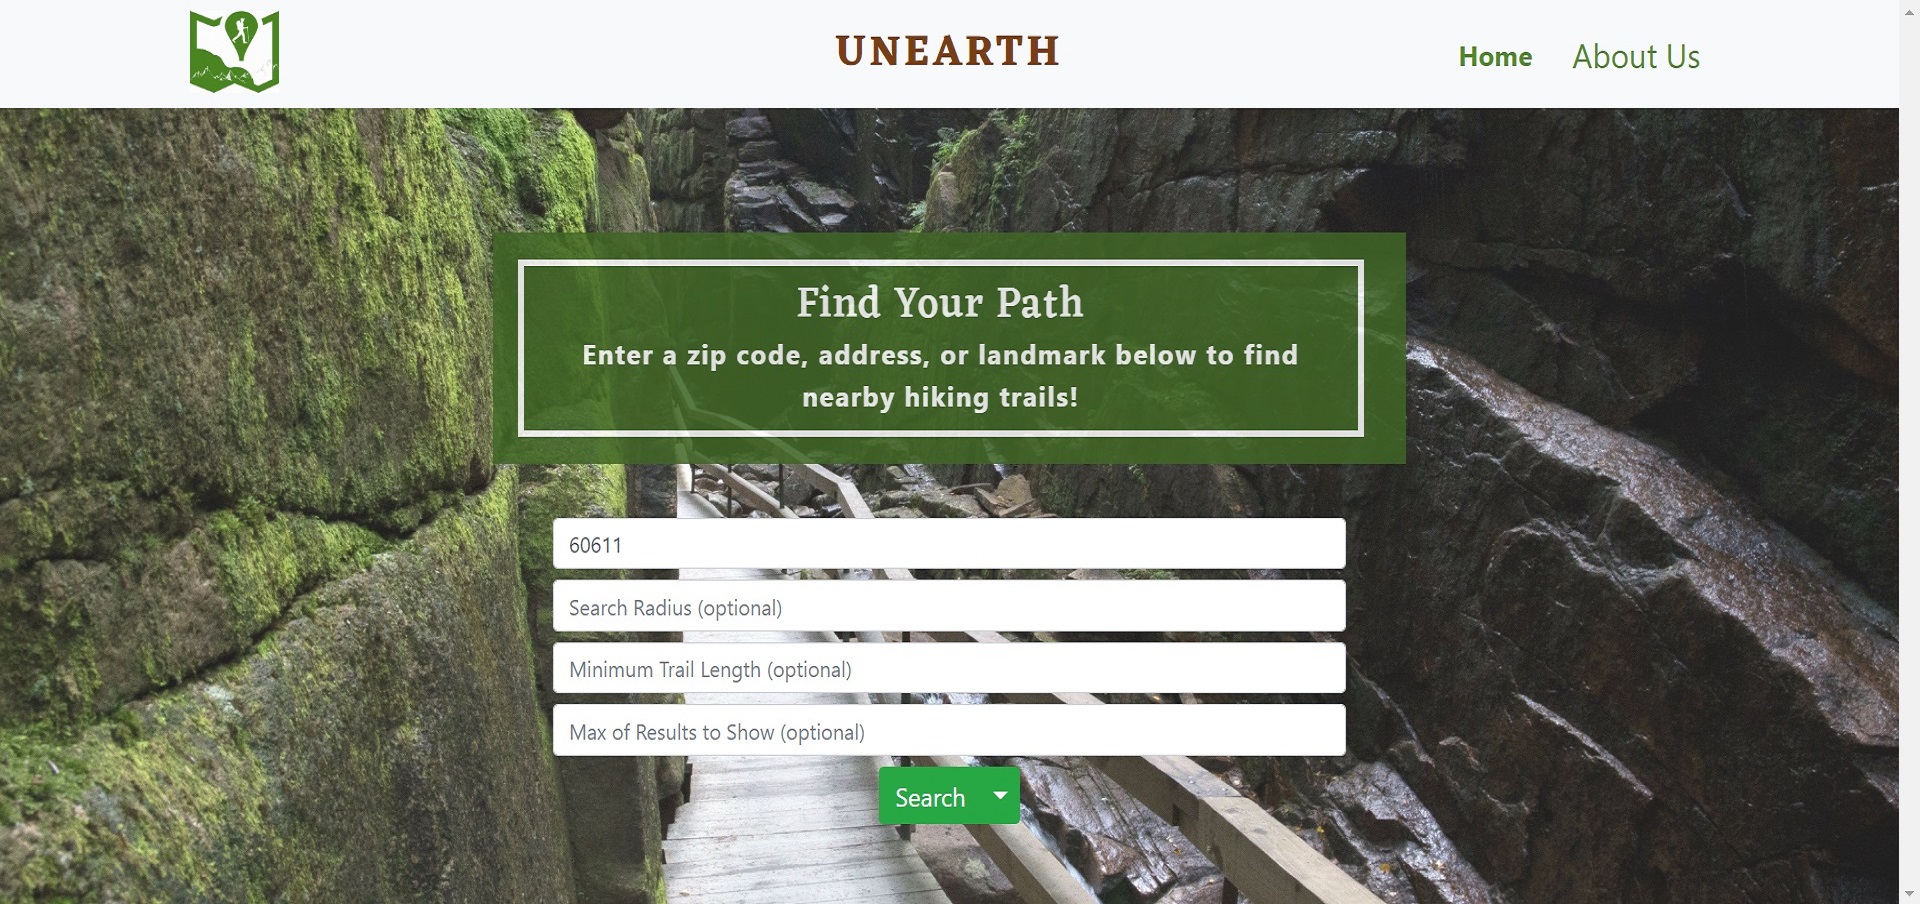 UNEARTH
Home
About Us
Find Your Path
Enter a zip code, address, or landmark below to find
nearby hiking trails!
60611
Search Radius (optional)
Minimum Trail Length (optional)
Max of Results to Show (optional)
Search